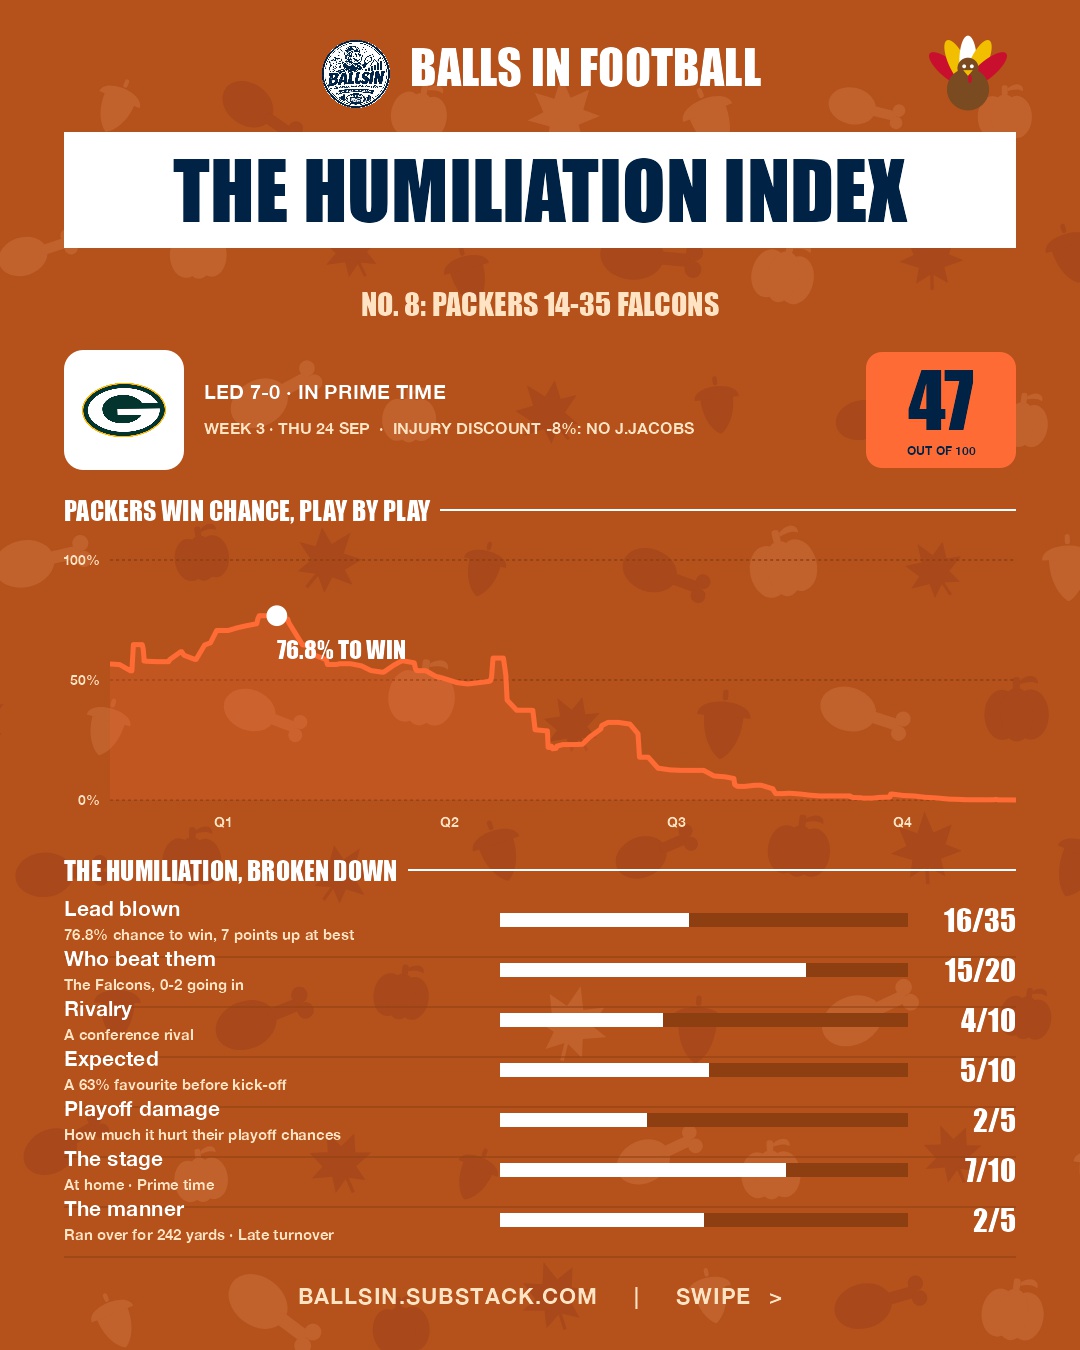 BALLSIN
BALLS IN FOOTBALL
THE HUMILIATION INDEX
NO. 8: PACKERS 14-35 FALCONS
G
LED 7-0 · IN PRIME TIME
WEEK 3 · THU 24 SEP · INJURY DISCOUNT -8%: NO J.JACOBS
47
OUT OF 100
PACKERS WIN CHANCE, PLAY BY PLAY
100%
76.8% TO WIN
50%
0%
Q1 Q2 Q3 Q4
THE HUMILIATION, BROKEN DOWN
Lead blown
76.8% chance to win, 7 points up at best
16/35
Who beat them
The Falcons, 0-2 going in
15/20
Rivalry
A conference rival
4/10
Expected
A 63% favourite before kick-off
5/10
Playoff damage
How much it hurt their playoff chances
2/5
The stage
At home · Prime time
7/10
The manner
Ran over for 242 yards · Late turnover
2/5
BALLSIN.SUBSTACK.COM | SWIPE >